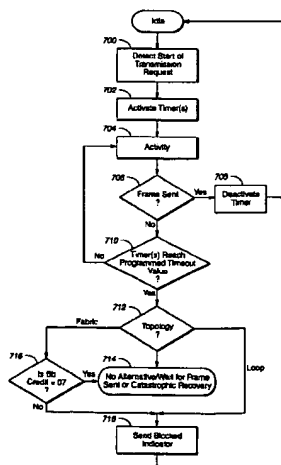 Idle
700
Detect Start of
Transmission
Request
702
Activate Timer(s)
704
Activity
706
Frame Sent
?
Yes
708
Deactivate
Timer
No
710
Timer(s) Reach
Programmed Timeout
Value
?
No
Yes
712
Topology
?
Fabric
Loop
716
Is Bb
Credit = 0?
?
Yes
714
No Alternative/Wait for Frame
Sent or Catastrophic Recovery
No
718
Send Blocked
Indicator